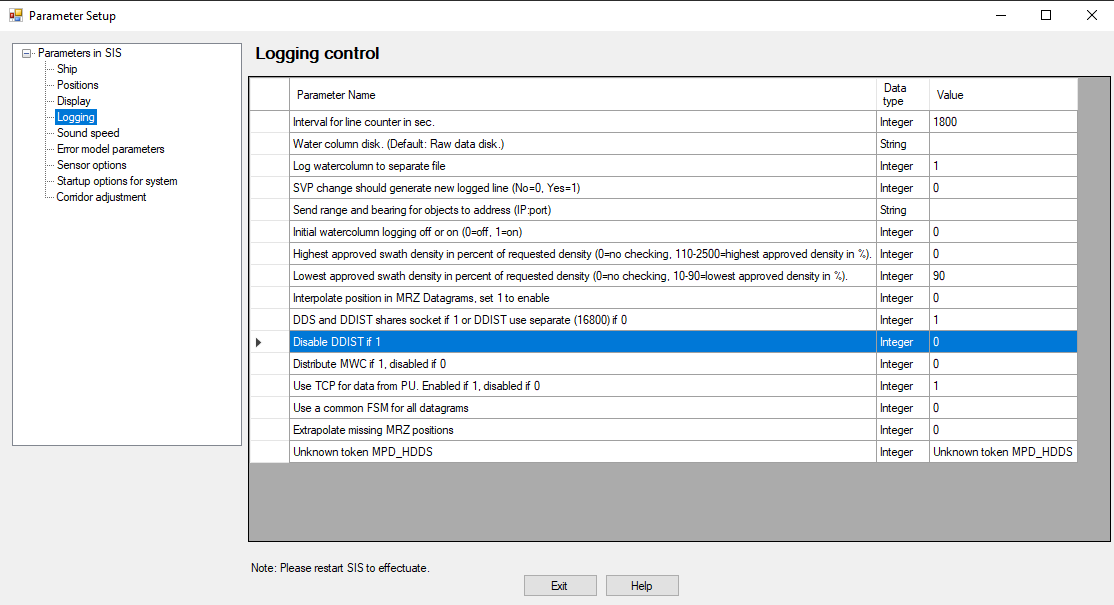 Parameter Setup
Parameters in SIS
Ship
Positions
Display
Logging
Sound speed
Error model parameters
Sensor options
Startup options for system
Corridor adjustment
Logging control
Parameter Name Data type Value
Interval for line counter in sec. Integer 1800
Water column disk. (Default: Raw data disk.) String
Log watercolumn to separate file Integer 1
SVP change should generate new logged line (No=0, Yes=1) Integer 0
Send range and bearing for objects to address (IP:port) String
Initial watercolumn logging off or on (0=off, 1=on) Integer 0
Highest approved swath density in percent of requested density (0=no checking, 110-2500=highest approved density in %). Integer 0
Lowest approved swath density in percent of requested density (0=no checking, 10-90=lowest approved density in %). Integer 90
Interpolate position in MRZ Datagrams, set 1 to enable Integer 0
DDS and DDIST shares socket if 1 or DDIST use separate (16800) if 0 Integer 1
Disable DDIST if 1 Integer 0
Distribute MWC if 1, disabled if 0 Integer 0
Use TCP for data from PU. Enabled if 1, disabled if 0 Integer 1
Use a common FSM for all datagrams Integer 0
Extrapolate missing MRZ positions Integer 0
Unknown token MPD_HDDS Integer Unknown token MPD_HDDS
Note: Please restart SIS to effectuate.
Exit Help